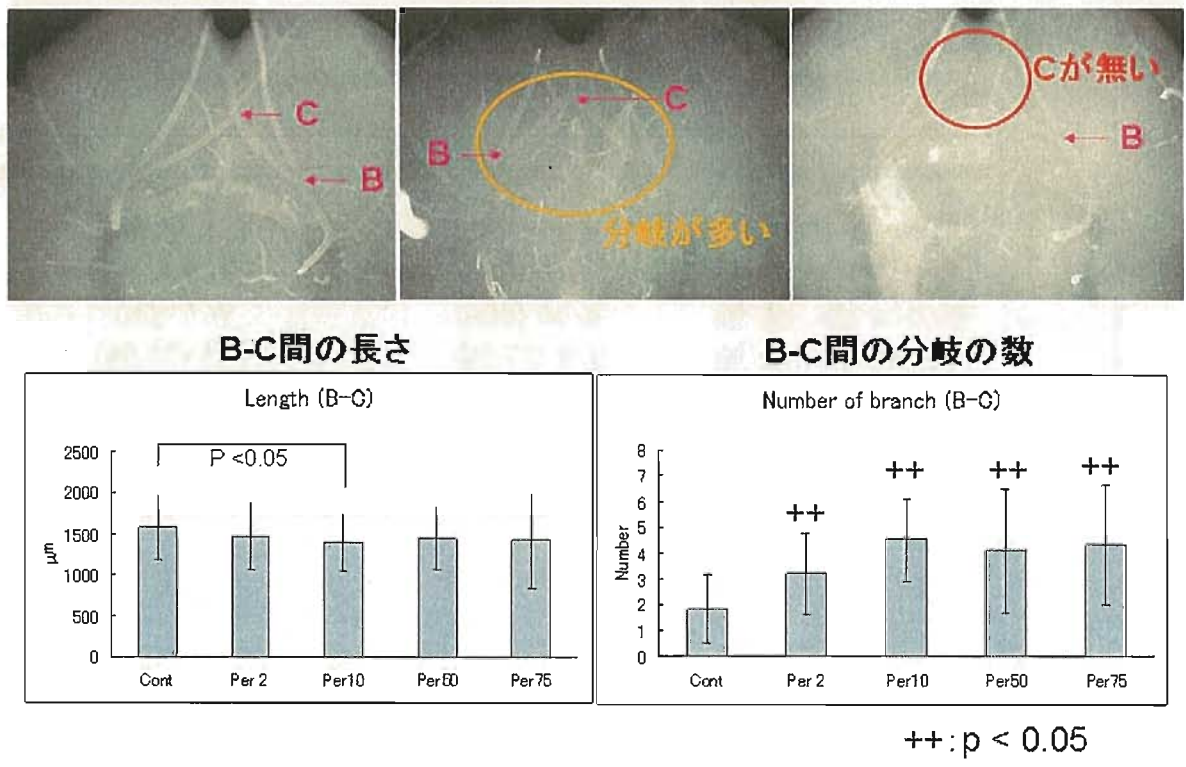 C
B
C
B
分岐が多い
Cが無い
B
B-C間の長さ
Length (B-C)
P <0.05
2500
2000
1500
1000
500
0
μm
Cont Per 2 Per10 Per50 Per75
B-C間の分岐の数
Number of branch (B-C)
8
7
6
5
4
3
2
1
0
Number
++ ++ ++ ++
Cont Per 2 Per10 Per50 Per75
++:p < 0.05